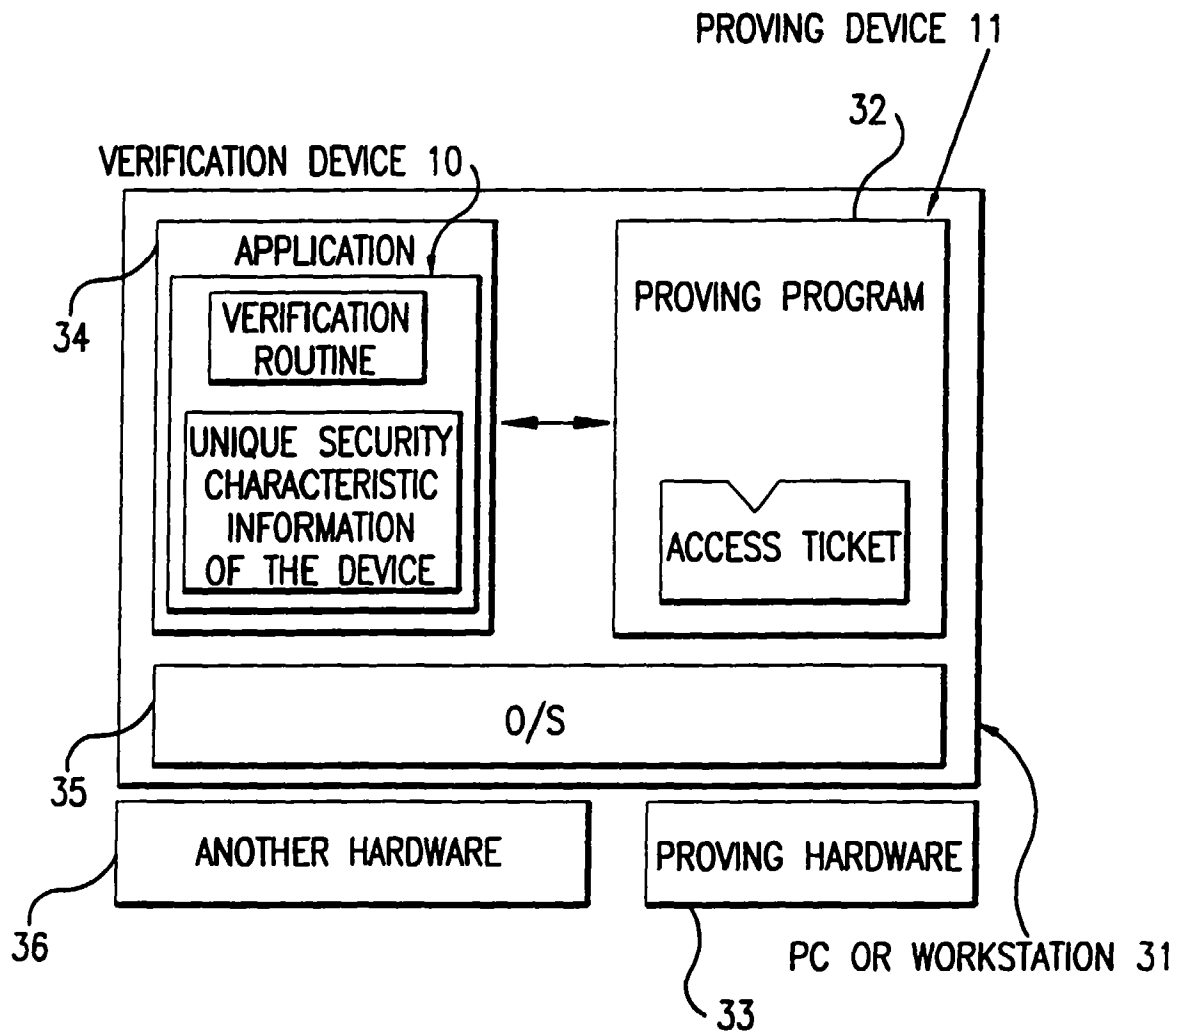 PROVING DEVICE 11
32
VERIFICATION DEVICE 10
APPLICATION
34
VERIFICATION
ROUTINE
UNIQUE SECURITY
CHARACTERISTIC
INFORMATION
OF THE DEVICE
PROVING PROGRAM
ACCESS TICKET
O/S
35
ANOTHER HARDWARE
PROVING HARDWARE
36
33
PC OR WORKSTATION 31